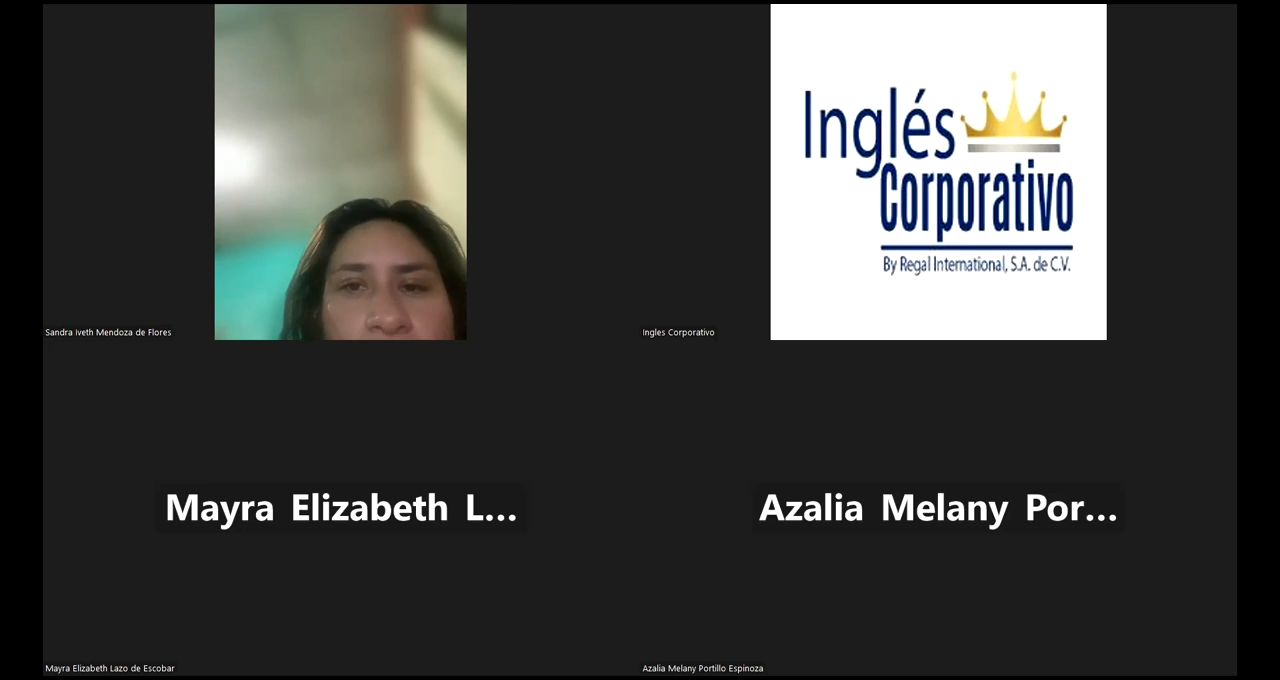 Inglés
Corporativo
By Regal International, S.A. de C.V.
Sandra Iveth Mendoza de Flores
Ingles Corporativo
Mayra Elizabeth L...
Azalia Melany Por...
Mayra Elizabeth Lazo de Escobar
Azalia Melany Portillo Espinoza